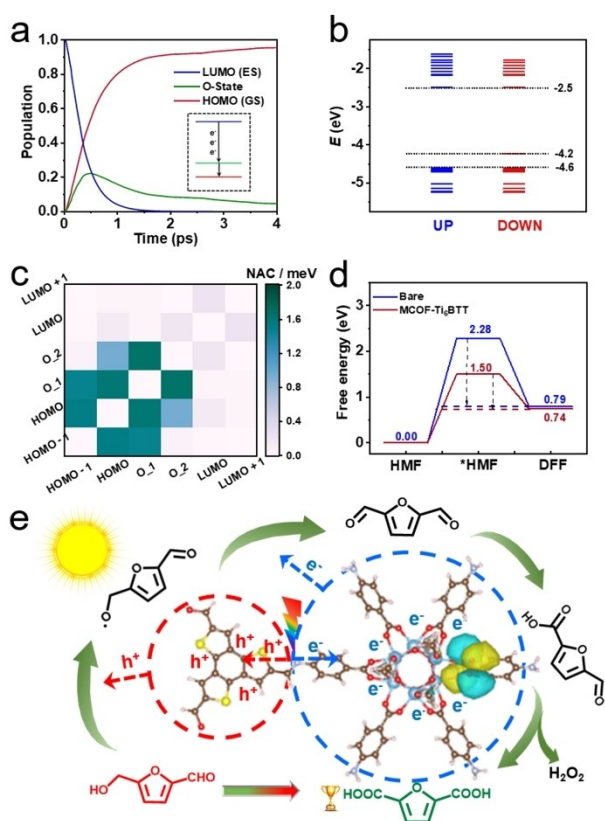 a
1.0
0.8
0.6
0.4
0.2
0.0
Population
LUMO (ES)
O-State
HOMO (GS)
e⁻
e⁻
e⁻
0 1 2 3 4
Time (ps)
b
-2
-3
-4
-5
E (eV)
-2.5
-4.2
-4.6
UP DOWN
c
NAC / meV
LUMO + 1
LUMO
O_2
O_1
HOMO
HOMO - 1
HOMO - 1 HOMO O_1 O_2 LUMO LUMO + 1
2.0
1.6
1.2
0.8
0.4
0.0
d
Free energy (eV)
3
2
1
0
Bare
MCOF-Ti₆BTT
2.28
1.50
0.79
0.74
0.00
HMF *HMF DFF
e
O
O•
O
O
O
O
HO
O
O
O
h⁺
h⁺
h⁺
h⁺
h⁺
e⁻
e⁻
e⁻
e⁻
e⁻
e⁻
e⁻
H₂O₂
HO
O
CHO
HOOC
O
COOH